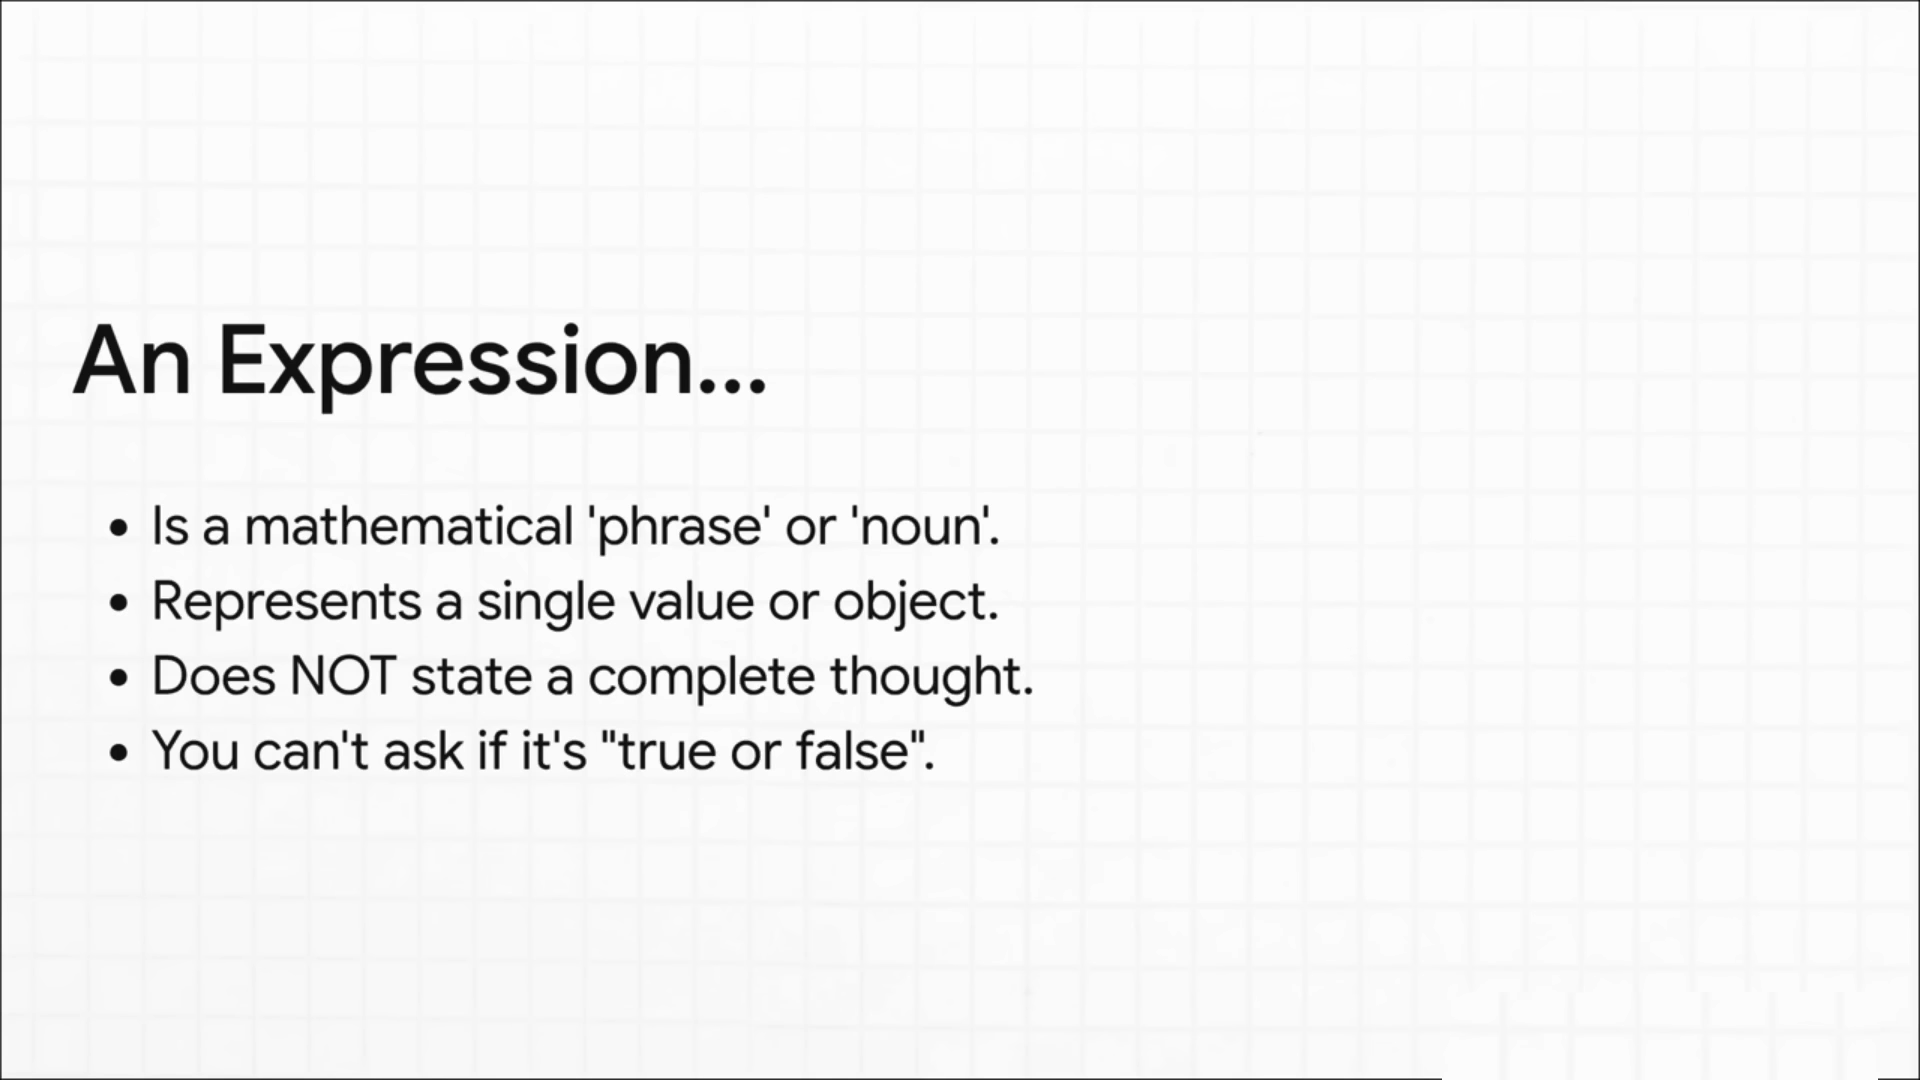 An Expression...
• Is a mathematical 'phrase' or 'noun'.
• Represents a single value or object.
• Does NOT state a complete thought.
• You can't ask if it's "true or false".